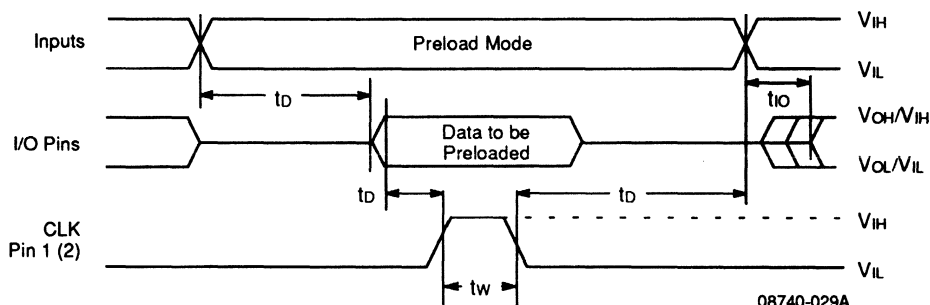 VIH
Inputs
Preload Mode
VIL
tD
tIO
VOH/VIH
I/O Pins
Data to be
Preloaded
VOL/VIL
tD
tD
CLK
Pin 1 (2)
VIH
tW
VIL
08740-029A